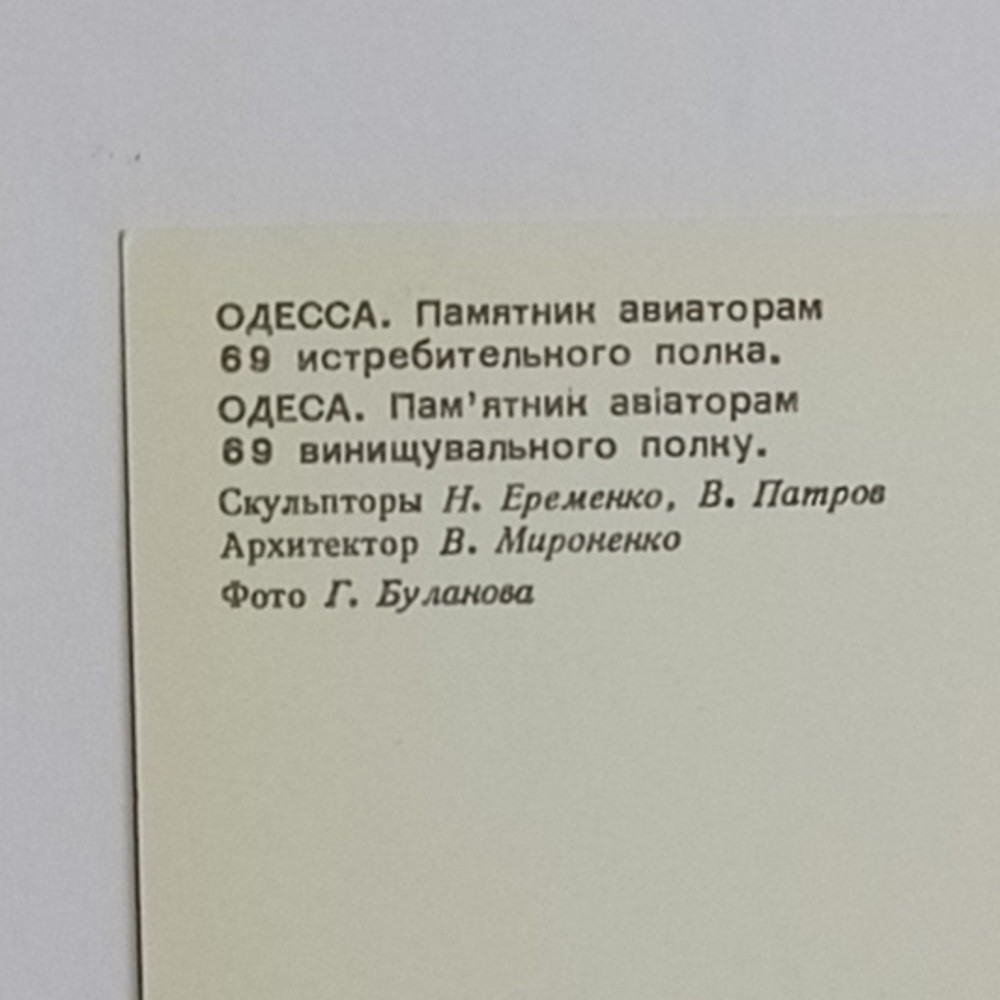 ОДЕССА. Памятник авиаторам
69 истребительного полка.
ОДЕСА. Пам'ятник авіаторам
69 винищувального полку.
Скульпторы Н. Еременко, В. Патров
Архитектор В. Мироненко
Фото Г. Буланова